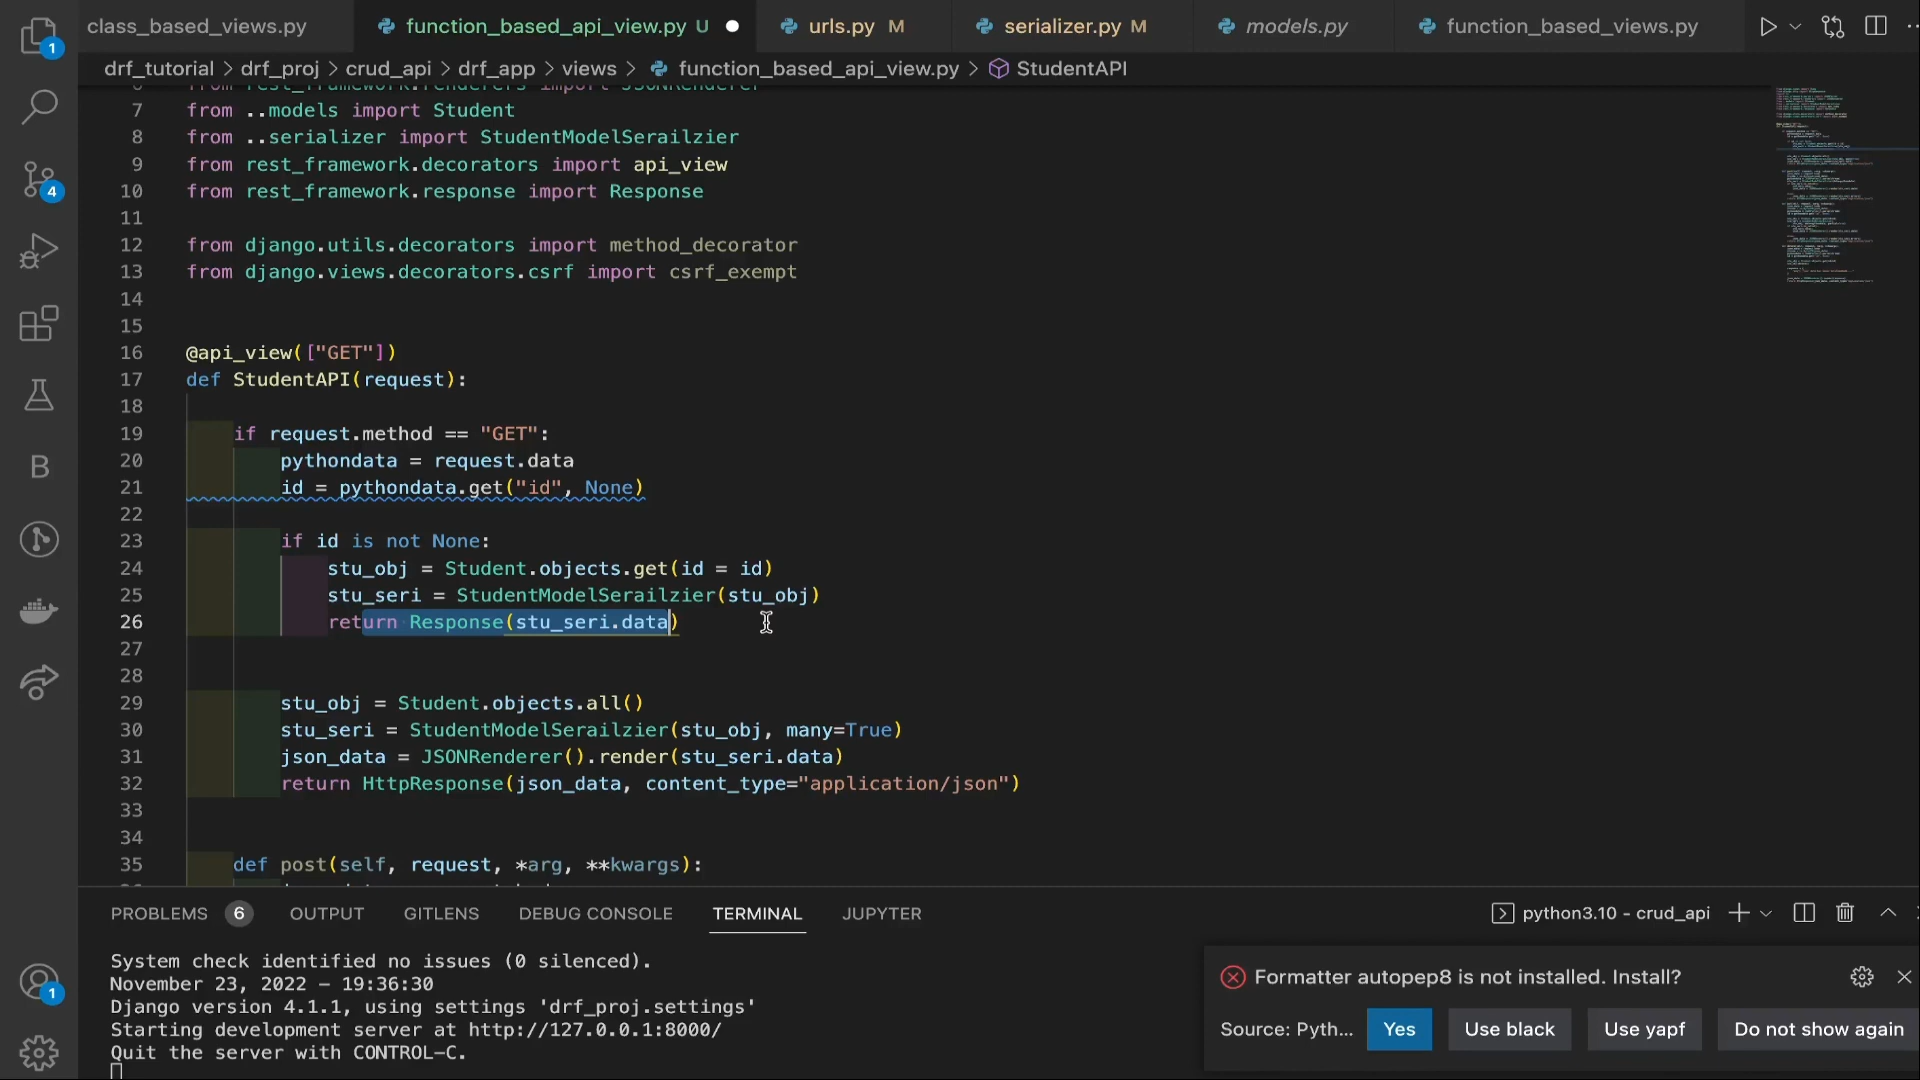 class_based_views.py function_based_api_view.py U urls.py M serializer.py M models.py function_based_views.py
1
drf_tutorial > drf_proj > crud_api > drf_app > views > function_based_api_view.py > StudentAPI
from rest_framework.renderers import JSONRenderer
7 from ..models import Student
8 from ..serializer import StudentModelSerailzier
9 from rest_framework.decorators import api_view
10 from rest_framework.response import Response
4
11
12 from django.utils.decorators import method_decorator
13 from django.views.decorators.csrf import csrf_exempt
14
15
16 @api_view(["GET"])
17 def StudentAPI(request):
18
19 if request.method == "GET":
20 pythondata = request.data
21 id = pythondata.get("id", None)
B
22
23 if id is not None:
24 stu_obj = Student.objects.get(id = id)
25 stu_seri = StudentModelSerailzier(stu_obj)
26 return Response(stu_seri.data)
27
28
29 stu_obj = Student.objects.all()
30 stu_seri = StudentModelSerailzier(stu_obj, many=True)
31 json_data = JSONRenderer().render(stu_seri.data)
32 return HttpResponse(json_data, content_type="application/json")
33
34
35 def post(self, request, *arg, **kwargs):
PROBLEMS 6 OUTPUT GITLENS DEBUG CONSOLE TERMINAL JUPYTER python3.10 - crud_api
System check identified no issues (0 silenced).
November 23, 2022 - 19:36:30
Django version 4.1.1, using settings 'drf_proj.settings'
Starting development server at http://127.0.0.1:8000/
Quit the server with CONTROL-C.
1
Formatter autopep8 is not installed. Install?
Source: Pyth... Yes Use black Use yapf Do not show again